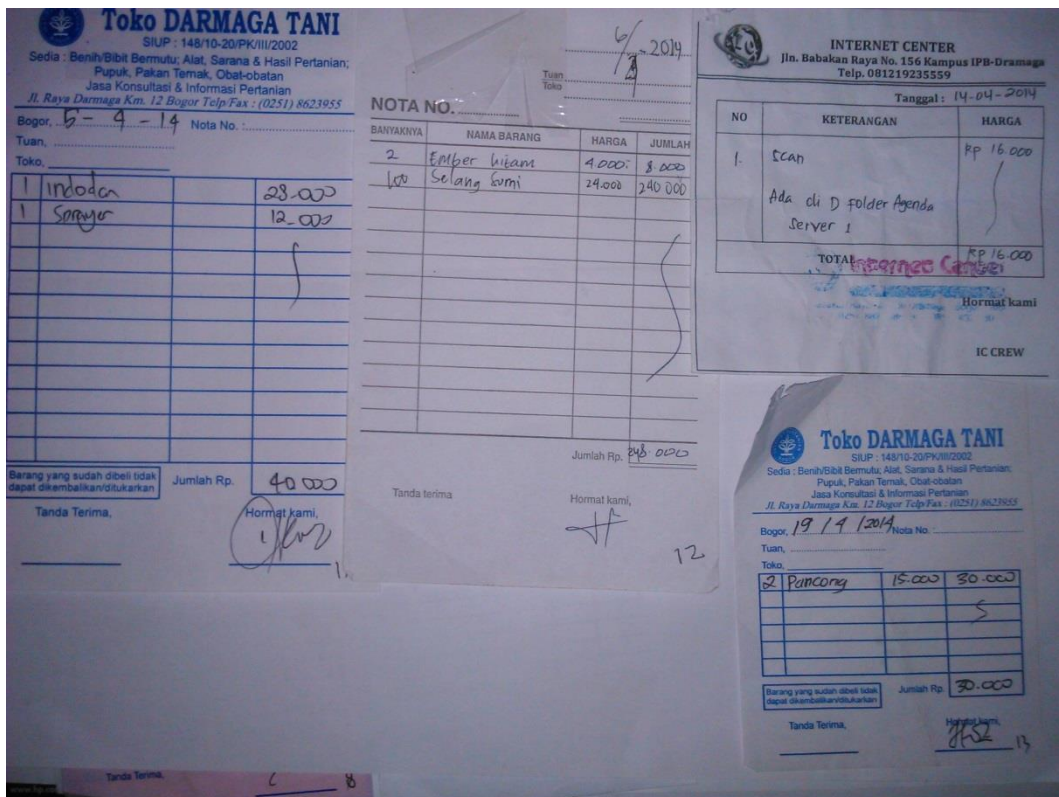 Toko DARMAGA TANI
SIUP : 148/10-20/PK/III/2002
Sedia : Benih/Bibit Bermutu; Alat, Sarana & Hasil Pertanian;
Pupuk, Pakan Ternak, Obat-obatan
Jasa Konsultasi & Informasi Pertanian
Jl. Raya Darmaga Km. 12 Bogor Telp/Fax : (0251) 8623955
Bogor, 5 - 4 - 14 Nota No. :
Tuan,
Toko,
1 Indodan 28.000
1 Sprayer 12.000
Barang yang sudah dibeli tidak
dapat dikembalikan/ditukarkan
Jumlah Rp. 40 000
Tanda Terima, Hormat kami,
6/4 - 2014
Tuan
Toko
NOTA NO.
BANYAKNYA NAMA BARANG HARGA JUMLAH
2 Ember hitam 4.000 8.000
100 Selang Sumi 24.000 240 000
Jumlah Rp. 248.000
Tanda terima Hormat kami,
12
INTERNET CENTER
Jln. Babakan Raya No. 156 Kampus IPB-Dramaga
Telp. 081219235559
Tanggal : 14-04-2014
NO KETERANGAN HARGA
1. Scan Rp 16.000
Ada di D folder Agenda
Server 1
TOTAL Rp 16.000
Internet Center
Hormat kami
IC CREW
Toko DARMAGA TANI
SIUP : 148/10-20/PK/III/2002
Sedia : Benih/Bibit Bermutu; Alat, Sarana & Hasil Pertanian;
Pupuk, Pakan Ternak, Obat-obatan
Jasa Konsultasi & Informasi Pertanian
Jl. Raya Darmaga Km. 12 Bogor Telp/Fax : (0251) 8623955
Bogor, 19 / 4 / 2014 Nota No. :
Tuan,
Toko,
2 Pancong 15.000 30.000
Barang yang sudah dibeli tidak
dapat dikembalikan/ditukarkan
Jumlah Rp. 30.000
Tanda Terima, Hormat kami,
13
Tanda Terima,
8